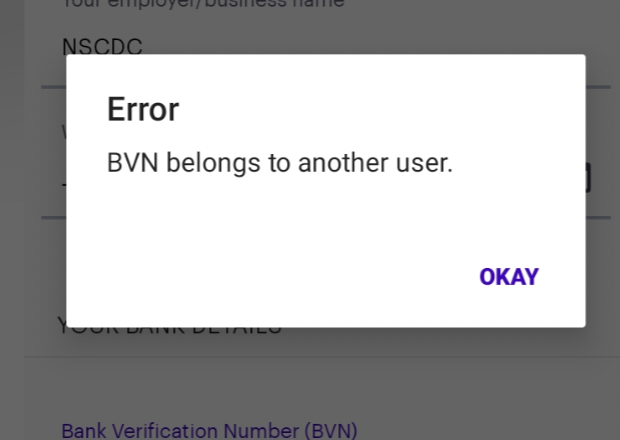 Your employer/business name
NSCDC
Error
BVN belongs to another user.
OKAY
YOUR BANK DETAILS
Bank Verification Number (BVN)